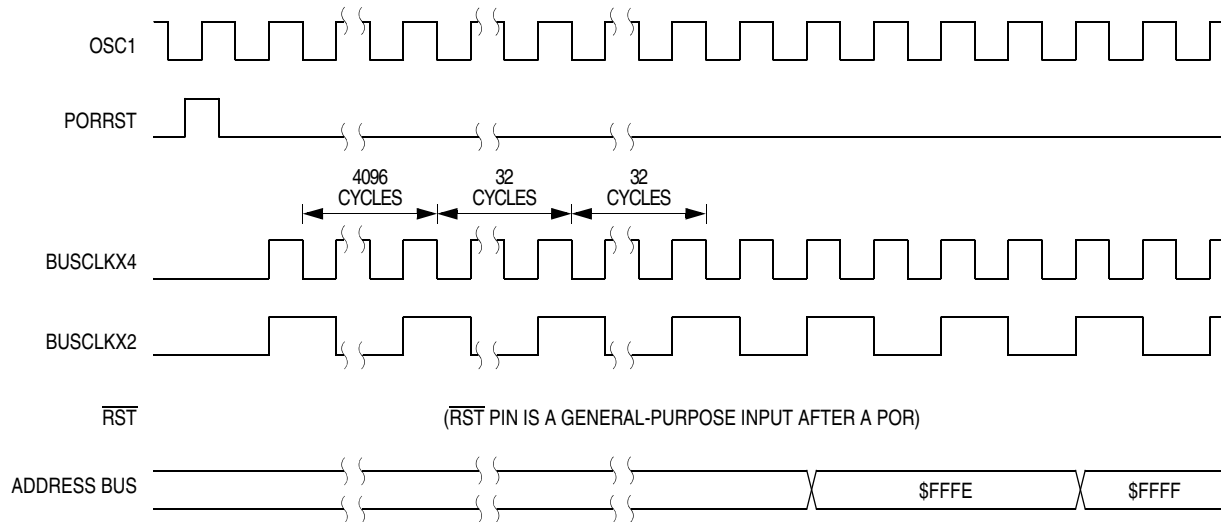 OSC1
PORRST
4096
CYCLES
32
CYCLES
32
CYCLES
BUSCLKX4
BUSCLKX2
RST
(RST PIN IS A GENERAL-PURPOSE INPUT AFTER A POR)
ADDRESS BUS
$FFFE
$FFFF